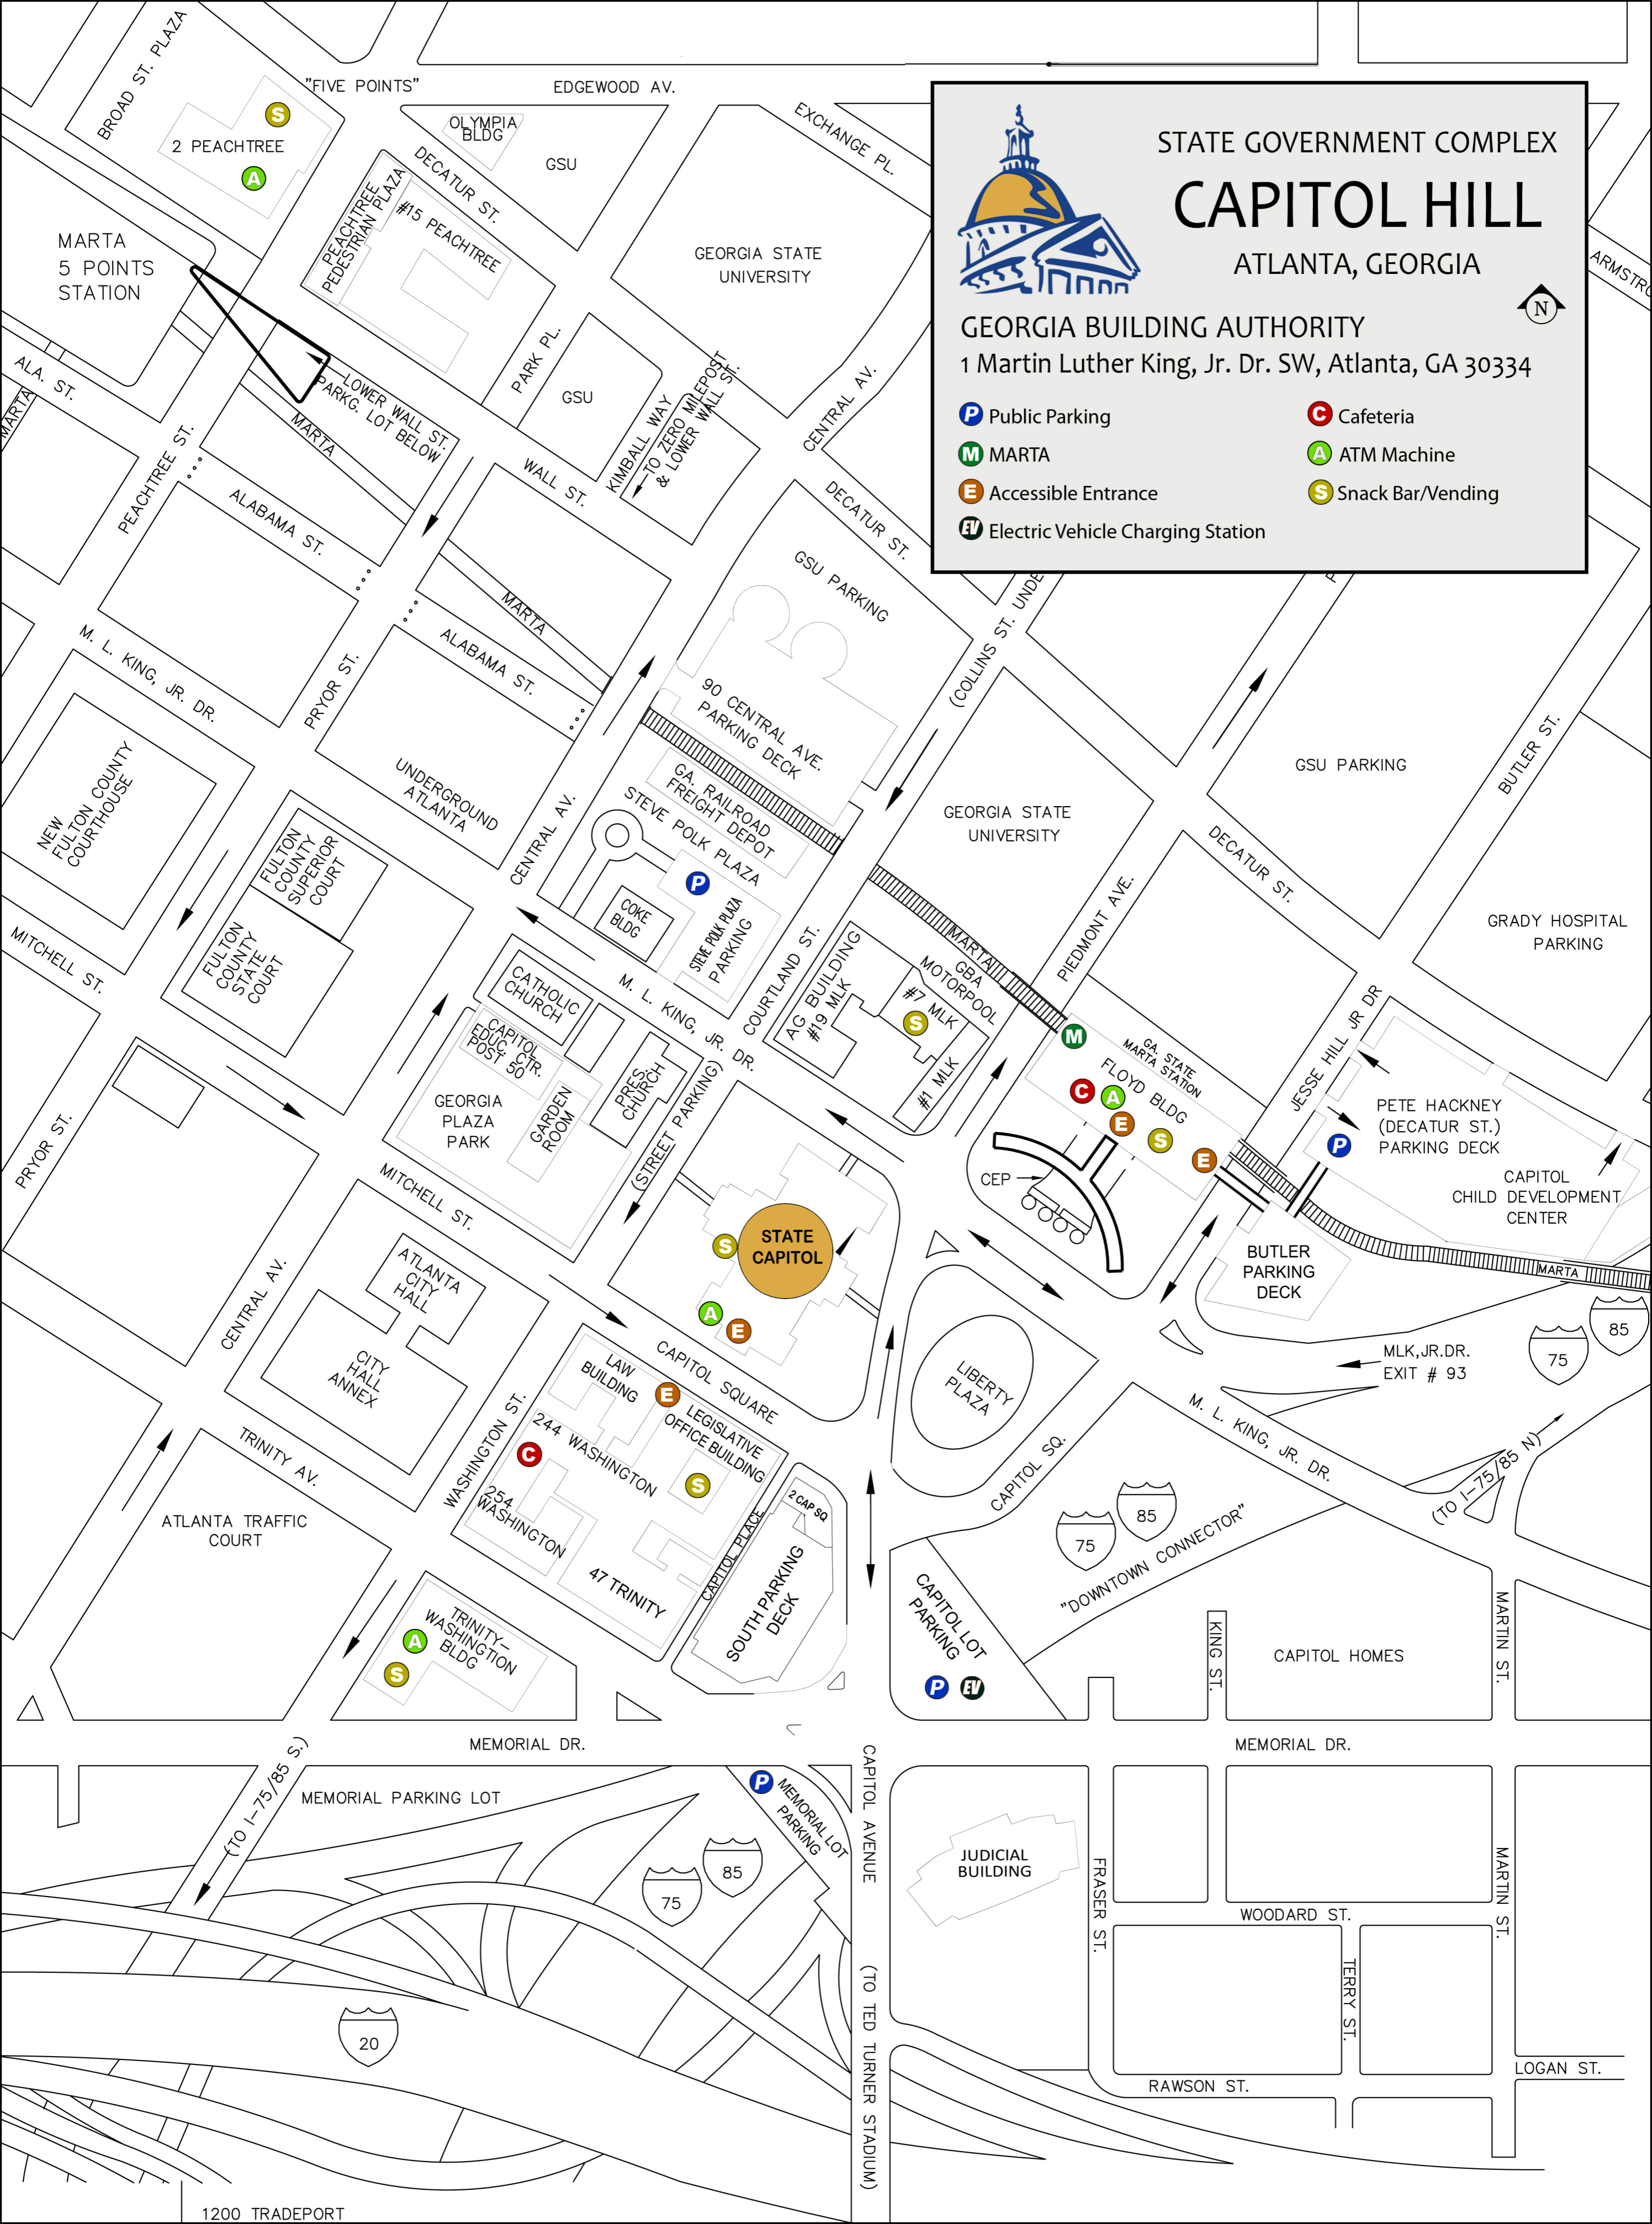 BROAD ST. PLAZA
"FIVE POINTS"
EDGEWOOD AV.
EXCHANGE PL.
S
2 PEACHTREE
A
OLYMPIA
BLDG
GSU
DECATUR ST.
PEACHTREE
PEDESTRIAN PLAZA
#15 PEACHTREE
GEORGIA STATE
UNIVERSITY
STATE GOVERNMENT COMPLEX
CAPITOL HILL
ATLANTA, GEORGIA
N
GEORGIA BUILDING AUTHORITY
1 Martin Luther King, Jr. Dr. SW, Atlanta, GA 30334
P Public Parking
M MARTA
E Accessible Entrance
EV Electric Vehicle Charging Station
C Cafeteria
A ATM Machine
S Snack Bar/Vending
MARTA
5 POINTS
STATION
ALA. ST.
MARTA
LOWER WALL ST.
PARKG. LOT BELOW
MARTA
PARK PL.
GSU
KIMBALL WAY
TO ZERO MILEPOST
& LOWER WALL ST.
CENTRAL AV.
PEACHTREE ST.
ALABAMA ST.
WALL ST.
DECATUR ST.
GSU PARKING
(COLLINS ST. UNDE
MARTA
ALABAMA ST.
M. L. KING, JR. DR.
PRYOR ST.
90 CENTRAL AVE.
PARKING DECK
GSU PARKING
BUTLER ST.
NEW
FULTON COUNTY
COURTHOUSE
UNDERGROUND
ATLANTA
GA. RAILROAD
FREIGHT DEPOT
STEVE POLK PLAZA
CENTRAL AV.
GEORGIA STATE
UNIVERSITY
DECATUR ST.
FULTON
COUNTY
SUPERIOR
COURT
FULTON
COUNTY
STATE
COURT
P
COKE
BLDG
STEVE POLK PLAZA
PARKING
COURTLAND ST.
PIEDMONT AVE.
GRADY HOSPITAL
PARKING
MITCHELL ST.
M. L. KING, JR. DR.
AG BUILDING
#19 MLK
MARTA
GBA
MOTORPOOL
#7 MLK
S
#1 MLK
CATHOLIC
CHURCH
CAPITOL
EDUC. CTR.
POST 50
GEORGIA
PLAZA
PARK
GARDEN
ROOM
PRES.
CHURCH
(STREET PARKING)
M
GA. STATE
MARTA STATION
FLOYD BLDG
C
A
E
S
E
JESSE HILL JR DR
PETE HACKNEY
(DECATUR ST.)
PARKING DECK
P
CAPITOL
CHILD DEVELOPMENT
CENTER
CEP
PRYOR ST.
MITCHELL ST.
STATE
CAPITOL
S
A
E
BUTLER
PARKING
DECK
MARTA
85
75
ATLANTA
CITY
HALL
CENTRAL AV.
CITY
HALL
ANNEX
CAPITOL SQUARE
LIBERTY
PLAZA
MLK,JR.DR.
EXIT # 93
LAW
BUILDING
E
LEGISLATIVE
OFFICE BUILDING
244 WASHINGTON
C
S
254
WASHINGTON
47 TRINITY
WASHINGTON ST.
CAPITOL PLACE
2 CAP SQ
SOUTH PARKING
DECK
CAPITOL SQ.
M. L. KING, JR. DR.
(TO I-75/85 N)
TRINITY AV.
ATLANTA TRAFFIC
COURT
75
85
"DOWNTOWN CONNECTOR"
CAPITOL LOT
PARKING
P
EV
TRINITY-
WASHINGTON
BLDG
A
S
KING ST.
CAPITOL HOMES
MARTIN ST.
MEMORIAL DR.
MEMORIAL DR.
(TO I-75/85 S.)
MEMORIAL PARKING LOT
P
MEMORIAL LOT
PARKING
CAPITOL AVENUE
75
85
JUDICIAL
BUILDING
FRASER ST.
WOODARD ST.
MARTIN ST.
TERRY ST.
(TO TED TURNER STADIUM)
20
RAWSON ST.
LOGAN ST.
1200 TRADEPORT